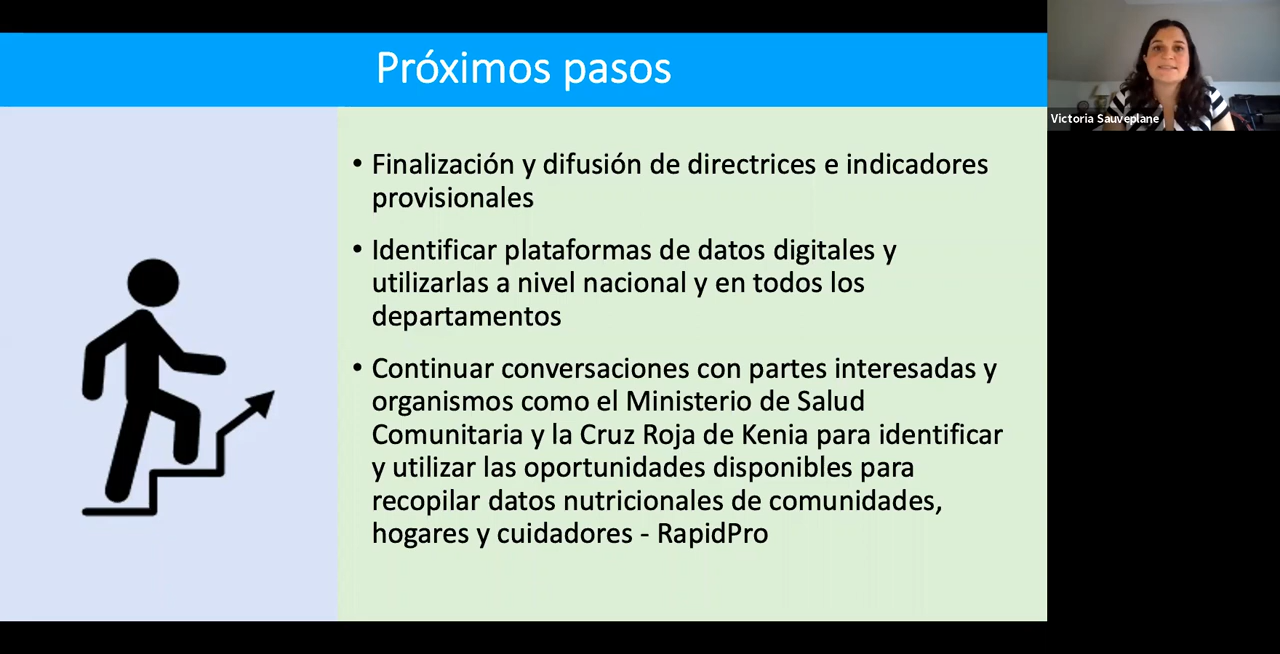 Próximos pasos
Victoria Sauveplane
• Finalización y difusión de directrices e indicadores
provisionales
• Identificar plataformas de datos digitales y
utilizarlas a nivel nacional y en todos los
departamentos
• Continuar conversaciones con partes interesadas y
organismos como el Ministerio de Salud
Comunitaria y la Cruz Roja de Kenia para identificar
y utilizar las oportunidades disponibles para
recopilar datos nutricionales de comunidades,
hogares y cuidadores - RapidPro